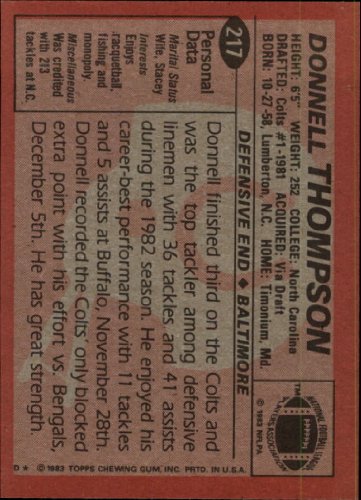 DONNELL THOMPSON
HEIGHT: 6'5" WEIGHT: 252 COLLEGE: North Carolina
DRAFTED: Colts #1-1981 ACQUIRED: Via Draft
BORN: 10-27-58, Lumberton, N.C. HOME: Timonium, Md.
TM
© 1983 NFLPA
217
DEFENSIVE END ◆ BALTIMORE
Personal
Data
Marital Status
Wife: Stacey
Interests
Enjoys
racquetball,
fishing and
monopoly.
Miscellaneous
Was credited
with 213
tackles at N.C.
Donnell finished third on the Colts and
was the top tackler among defensive
linemen with 36 tackles and 41 assists
during the 1982 season. He enjoyed his
career-best performance with 11 tackles
and 5 assists at Buffalo, November 28th.
Donnell recorded the Colts' only blocked
extra point with his effort vs. Bengals,
December 5th. He has great strength.
D * © 1983 TOPPS CHEWING GUM, INC. PRTD. IN U.S.A.